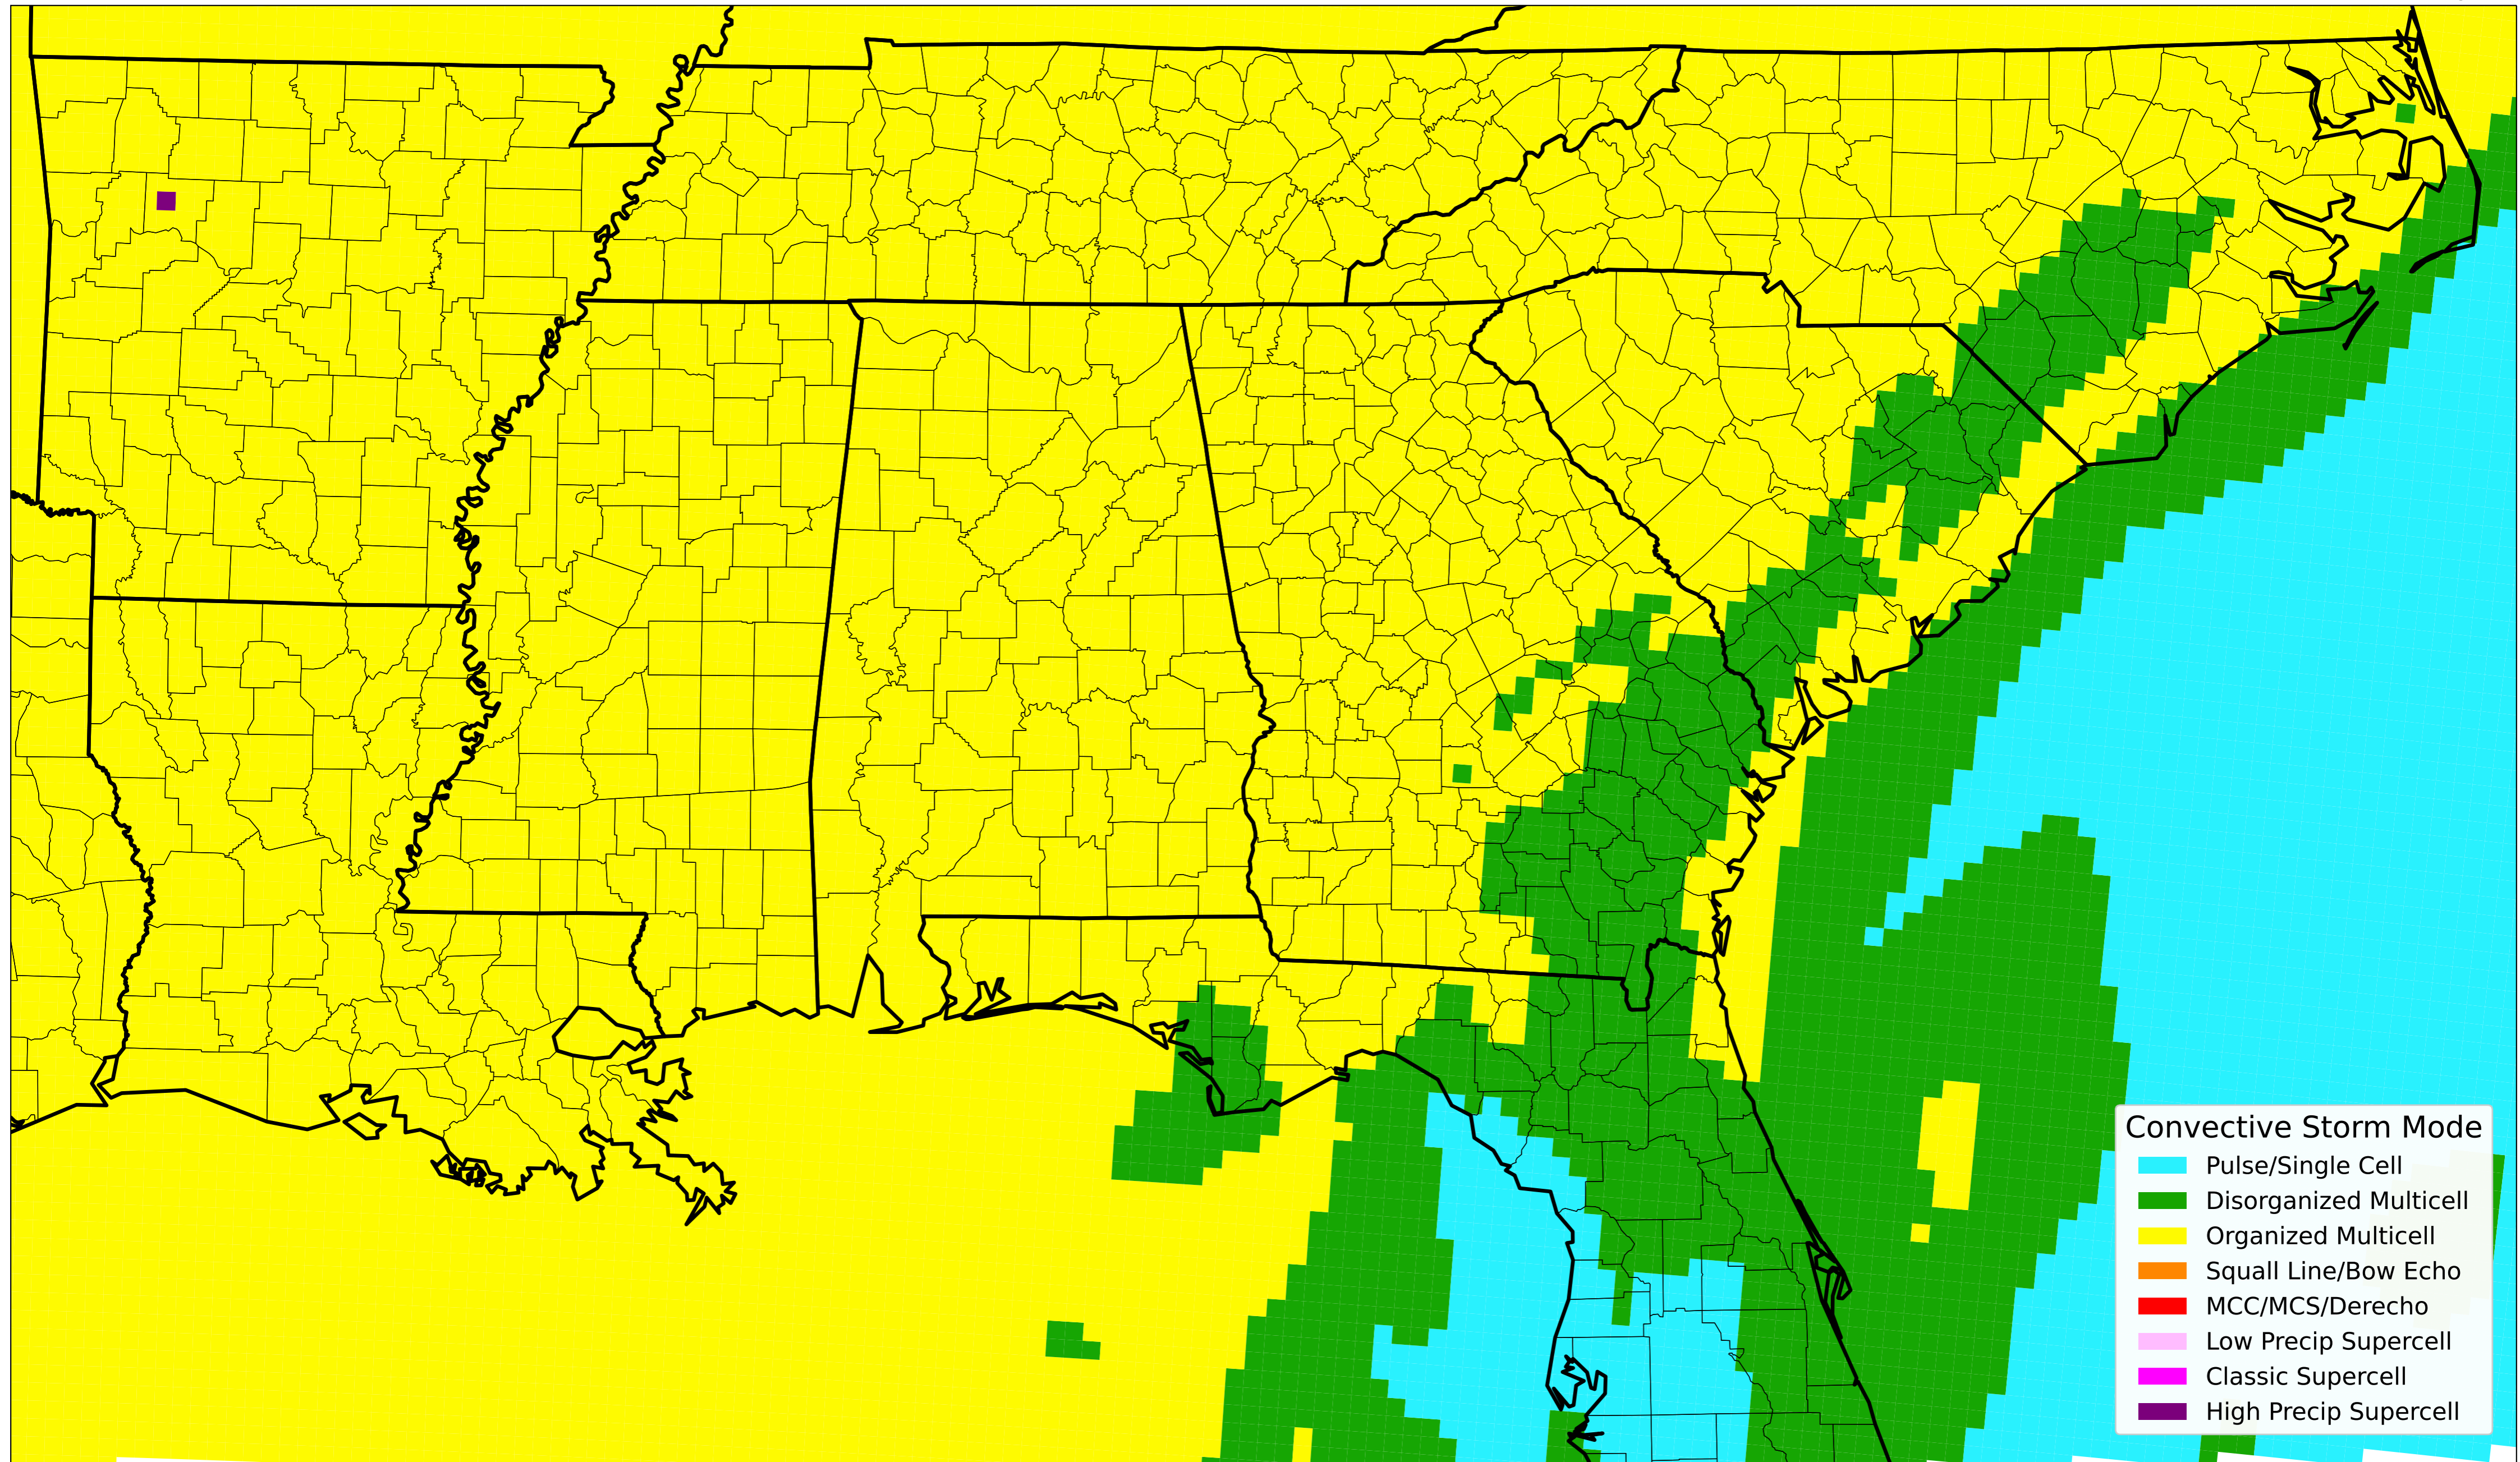 Convective Storm Mode
Pulse/Single Cell
Disorganized Multicell
Organized Multicell
Squall Line/Bow Echo
MCC/MCS/Derecho
Low Precip Supercell
Classic Supercell
High Precip Supercell